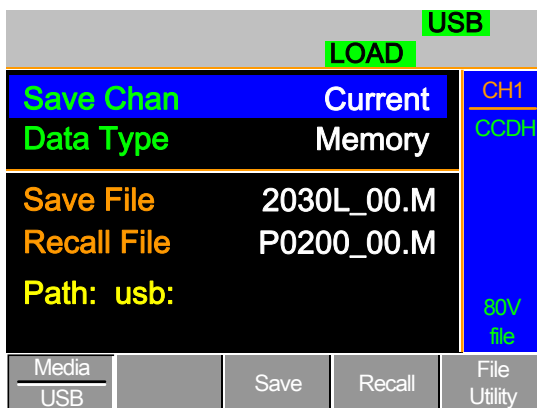 USB
LOAD
Save Chan Current
Data Type Memory
Save File 2030L_00.M
Recall File P0200_00.M
Path: usb:
CH1
CCDH
80V
file
Media
USB
Save
Recall
File
Utility